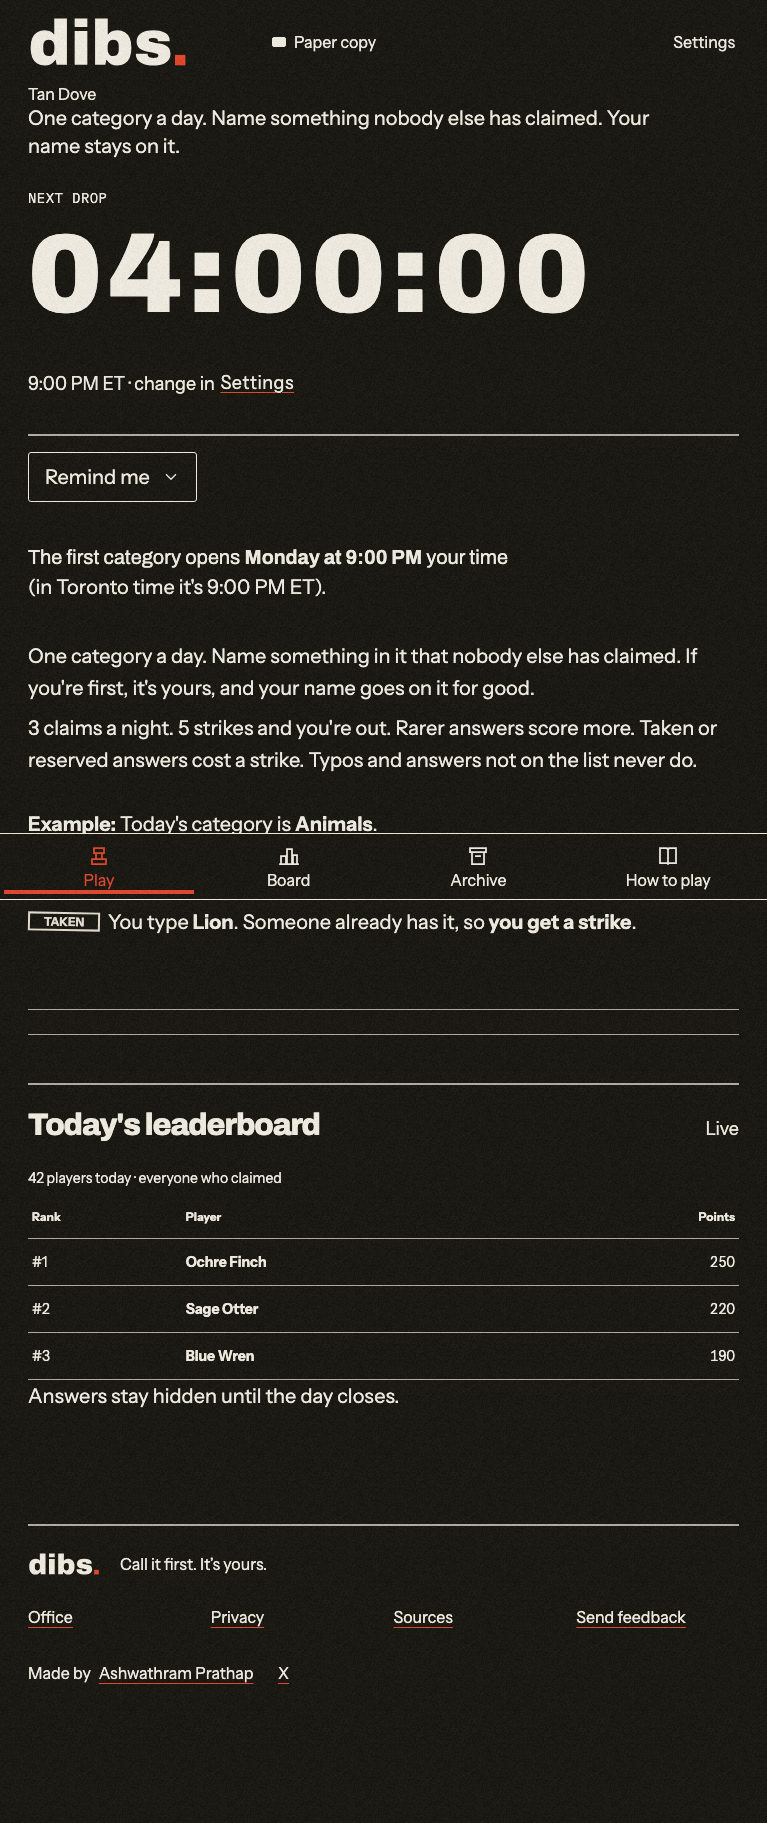 dibs.
Paper copy
Settings
Tan Dove
One category a day. Name something nobody else has claimed. Your
name stays on it.
NEXT DROP
04:00:00
9:00 PM ET · change in Settings
Remind me
The first category opens Monday at 9:00 PM your time
(in Toronto time it's 9:00 PM ET).
One category a day. Name something in it that nobody else has claimed. If
you're first, it's yours, and your name goes on it for good.
3 claims a night. 5 strikes and you're out. Rarer answers score more. Taken or
reserved answers cost a strike. Typos and answers not on the list never do.
Example: Today's category is Animals.
Play
Board
Archive
How to play
TAKEN You type Lion. Someone already has it, so you get a strike.
Today's leaderboard
Live
42 players today · everyone who claimed
Rank Player Points
#1 Ochre Finch 250
#2 Sage Otter 220
#3 Blue Wren 190
Answers stay hidden until the day closes.
dibs. Call it first. It's yours.
Office Privacy Sources Send feedback
Made by Ashwathram Prathap X